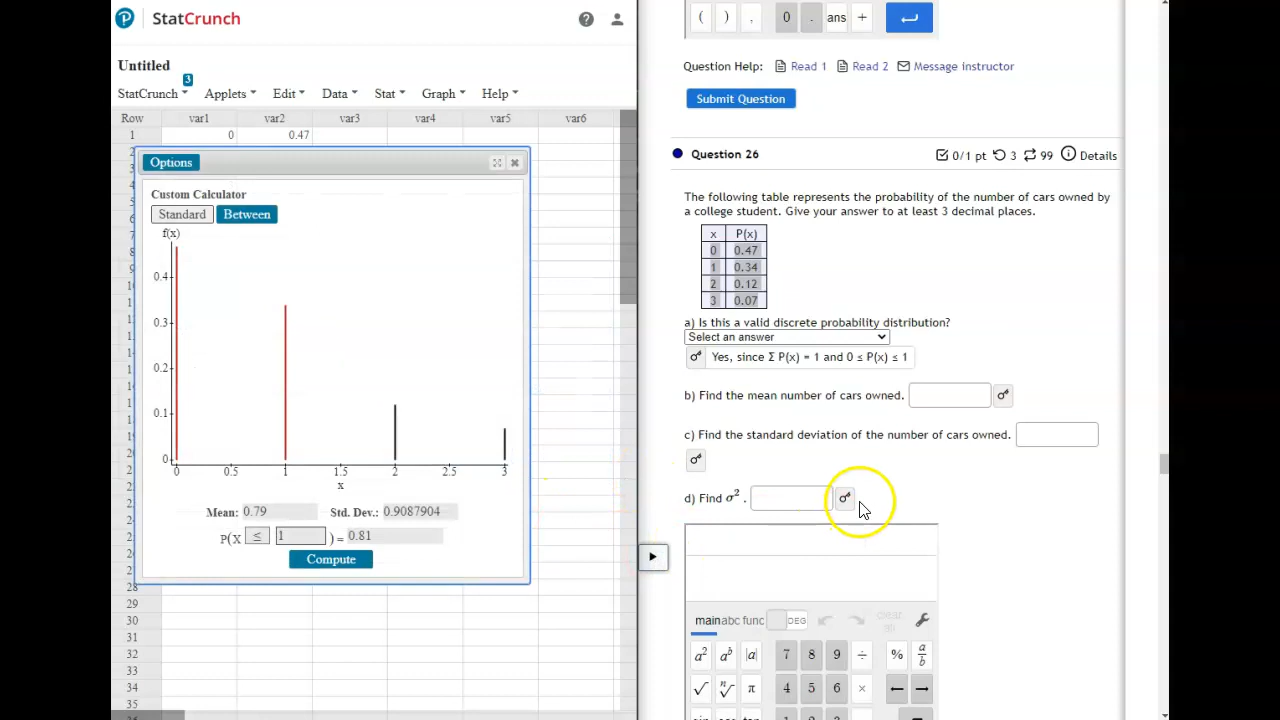 StatCrunch
Untitled
3
StatCrunch Applets Edit Data Stat Graph Help
Row var1 var2 var3 var4 var5 var6
1 0 0.47
Options
Custom Calculator
Standard Between
f(x)
0.4
0.3
0.2
0.1
0
0 0.5 1 1.5 2 2.5 3
x
Mean: 0.79 Std. Dev.: 0.9087904
P(X ≤ 1 ) = 0.81
Compute
28
29
30
31
32
33
34
35
( ) , 0 . ans +
Question Help: Read 1 Read 2 Message instructor
Submit Question
Question 26
0/1 pt 3 99 Details
The following table represents the probability of the number of cars owned by
a college student. Give your answer to at least 3 decimal places.
x P(x)
0 0.47
1 0.34
2 0.12
3 0.07
a) Is this a valid discrete probability distribution?
Select an answer
Yes, since Σ P(x) = 1 and 0 ≤ P(x) ≤ 1
b) Find the mean number of cars owned.
c) Find the standard deviation of the number of cars owned.
d) Find σ² .
main abc func DEG clear all
a² aᵇ |a| 7 8 9 ÷ % a/b
√ ⁿ√ π 4 5 6 × ← →